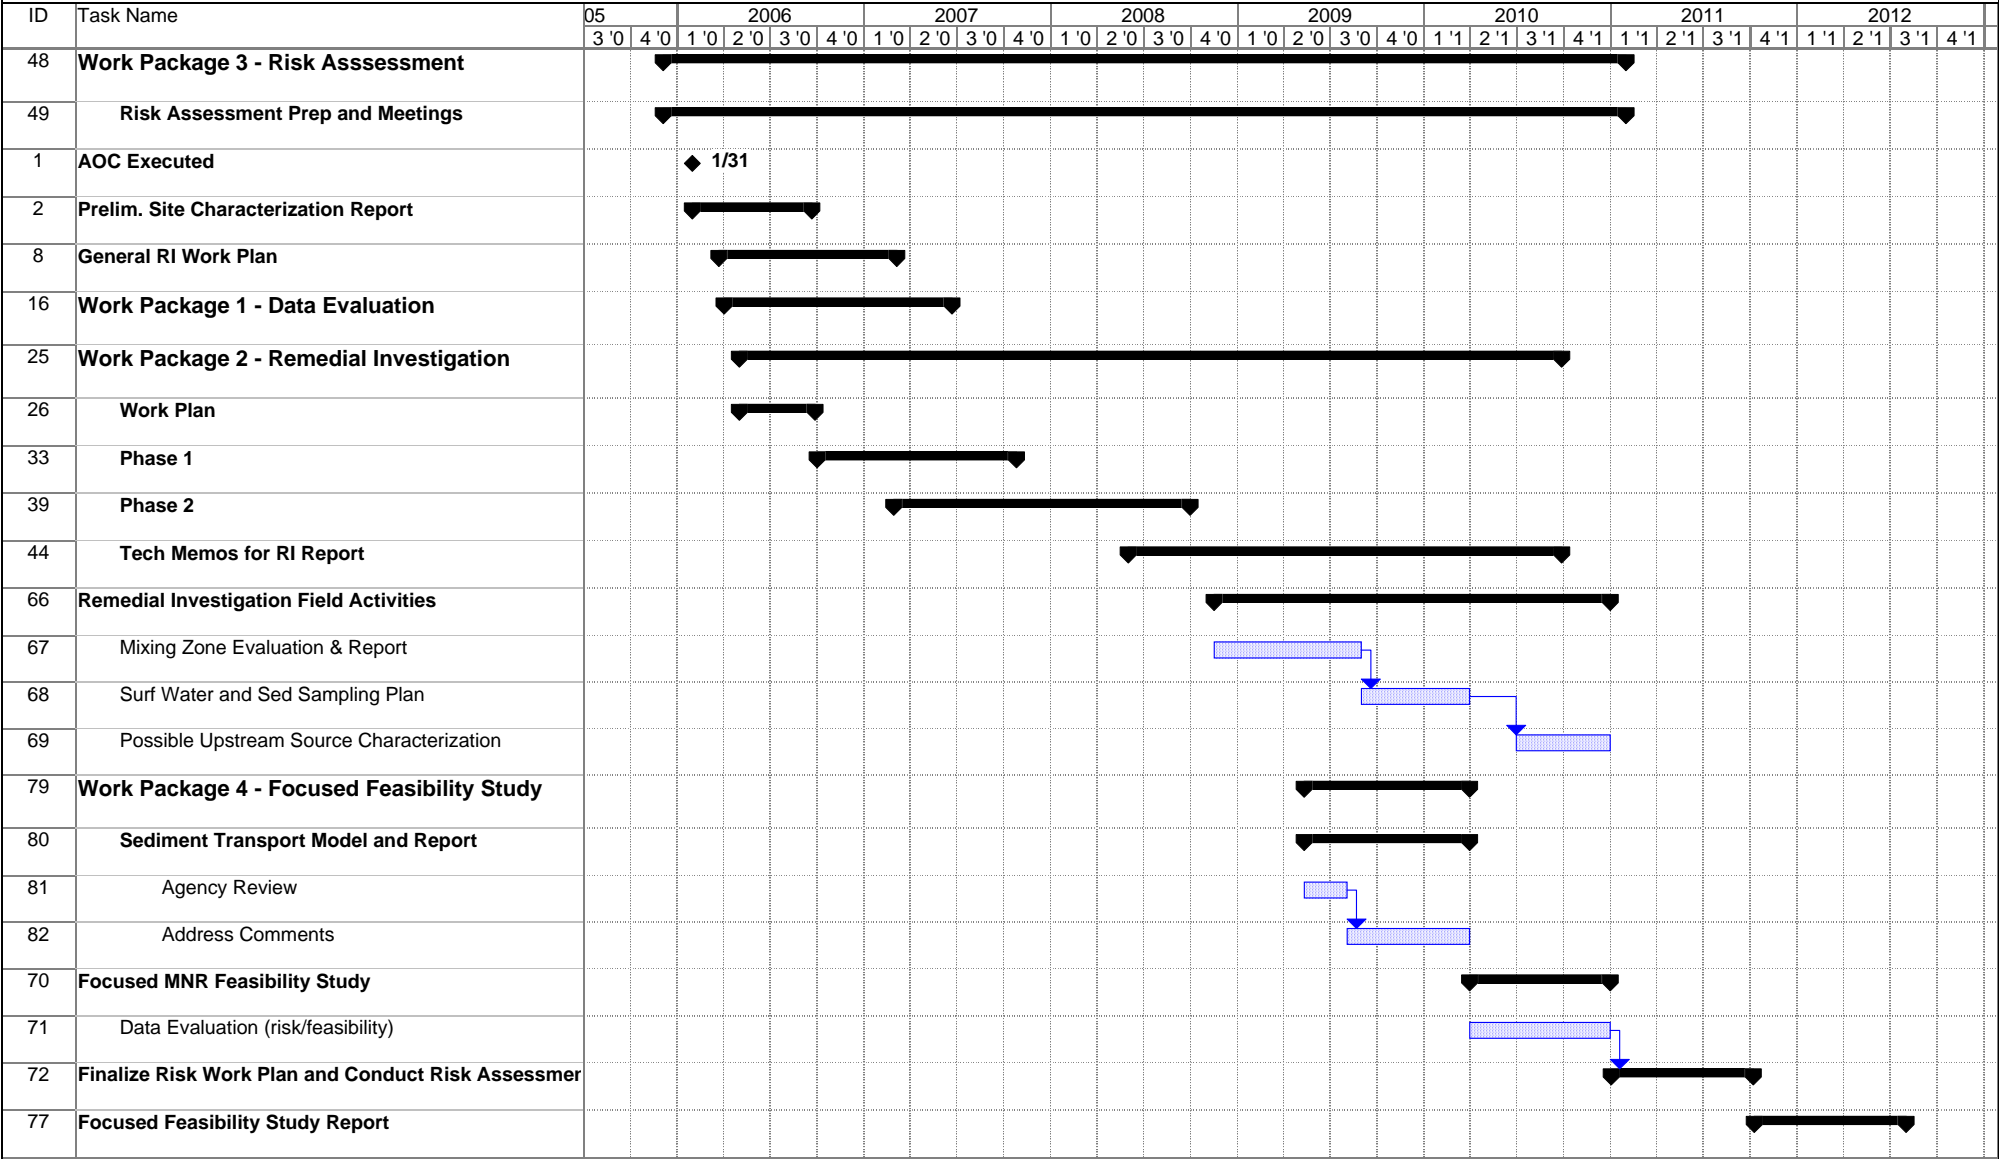 ID Task Name 05 2006 2007 2008 2009 2010 2011 2012
3 '0 4 '0 1 '0 2 '0 3 '0 4 '0 1 '0 2 '0 3 '0 4 '0 1 '0 2 '0 3 '0 4 '0 1 '0 2 '0 3 '0 4 '0 1 '1 2 '1 3 '1 4 '1 1 '1 2 '1 3 '1 4 '1 1 '1 2 '1 3 '1 4 '1
48 Work Package 3 - Risk Asssessment
49 Risk Assessment Prep and Meetings
1 AOC Executed 1/31
2 Prelim. Site Characterization Report
8 General RI Work Plan
16 Work Package 1 - Data Evaluation
25 Work Package 2 - Remedial Investigation
26 Work Plan
33 Phase 1
39 Phase 2
44 Tech Memos for RI Report
66 Remedial Investigation Field Activities
67 Mixing Zone Evaluation & Report
68 Surf Water and Sed Sampling Plan
69 Possible Upstream Source Characterization
79 Work Package 4 - Focused Feasibility Study
80 Sediment Transport Model and Report
81 Agency Review
82 Address Comments
70 Focused MNR Feasibility Study
71 Data Evaluation (risk/feasibility)
72 Finalize Risk Work Plan and Conduct Risk Assessmer
77 Focused Feasibility Study Report